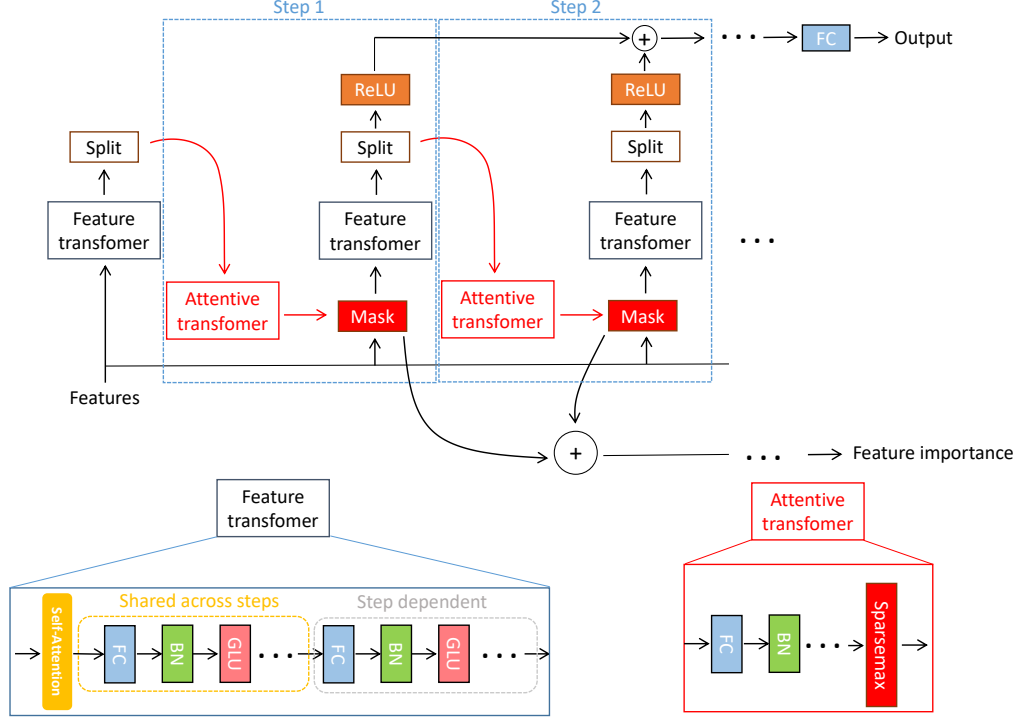 Step 1
Step 2
+
FC
Output
ReLU
ReLU
Split
Split
Split
Feature
transfomer
Feature
transfomer
Feature
transfomer
Attentive
transfomer
Mask
Attentive
transfomer
Mask
Features
+
Feature importance
Feature
transfomer
Attentive
transfomer
Self-Attention
Shared across steps
FC
BN
GLU
Step dependent
FC
BN
GLU
FC
BN
Sparsemax